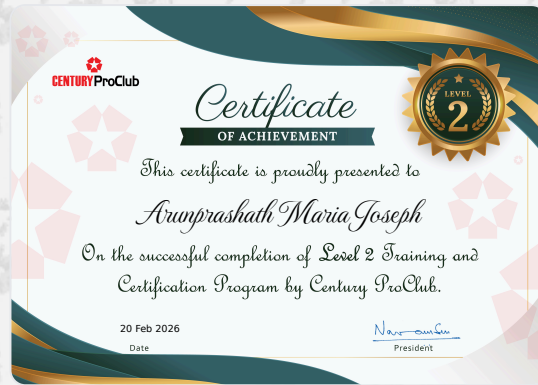 CENTURY ProClub
Certificate
OF ACHIEVEMENT
LEVEL
2
This certificate is proudly presented to
Arunprashath Maria Joseph
On the successful completion of Level 2 Training and
Certification Program by Century ProClub.
20 Feb 2026
Date
President